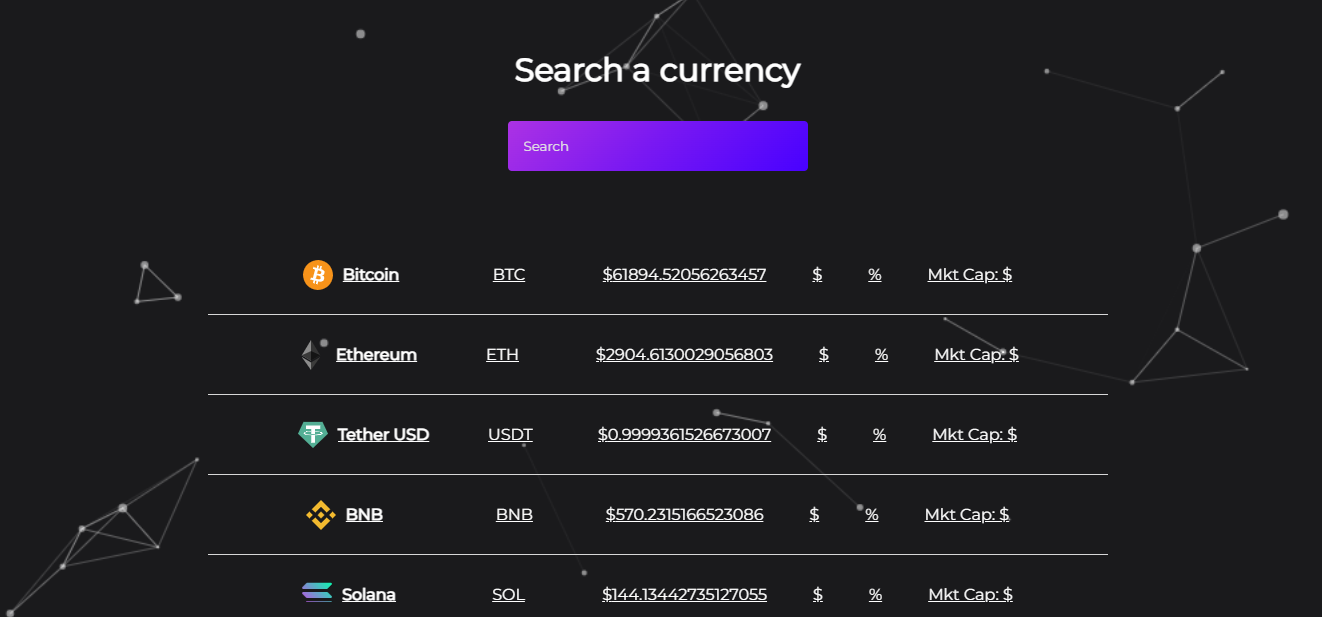 Search a currency
Search
Bitcoin BTC $61894.52056263457 $ % Mkt Cap: $
Ethereum ETH $2904.6130029056803 $ % Mkt Cap: $
Tether USD USDT $0.9999361526673007 $ % Mkt Cap: $
BNB BNB $570.2315166523086 $ % Mkt Cap: $
Solana SOL $144.13442735127055 $ % Mkt Cap: $